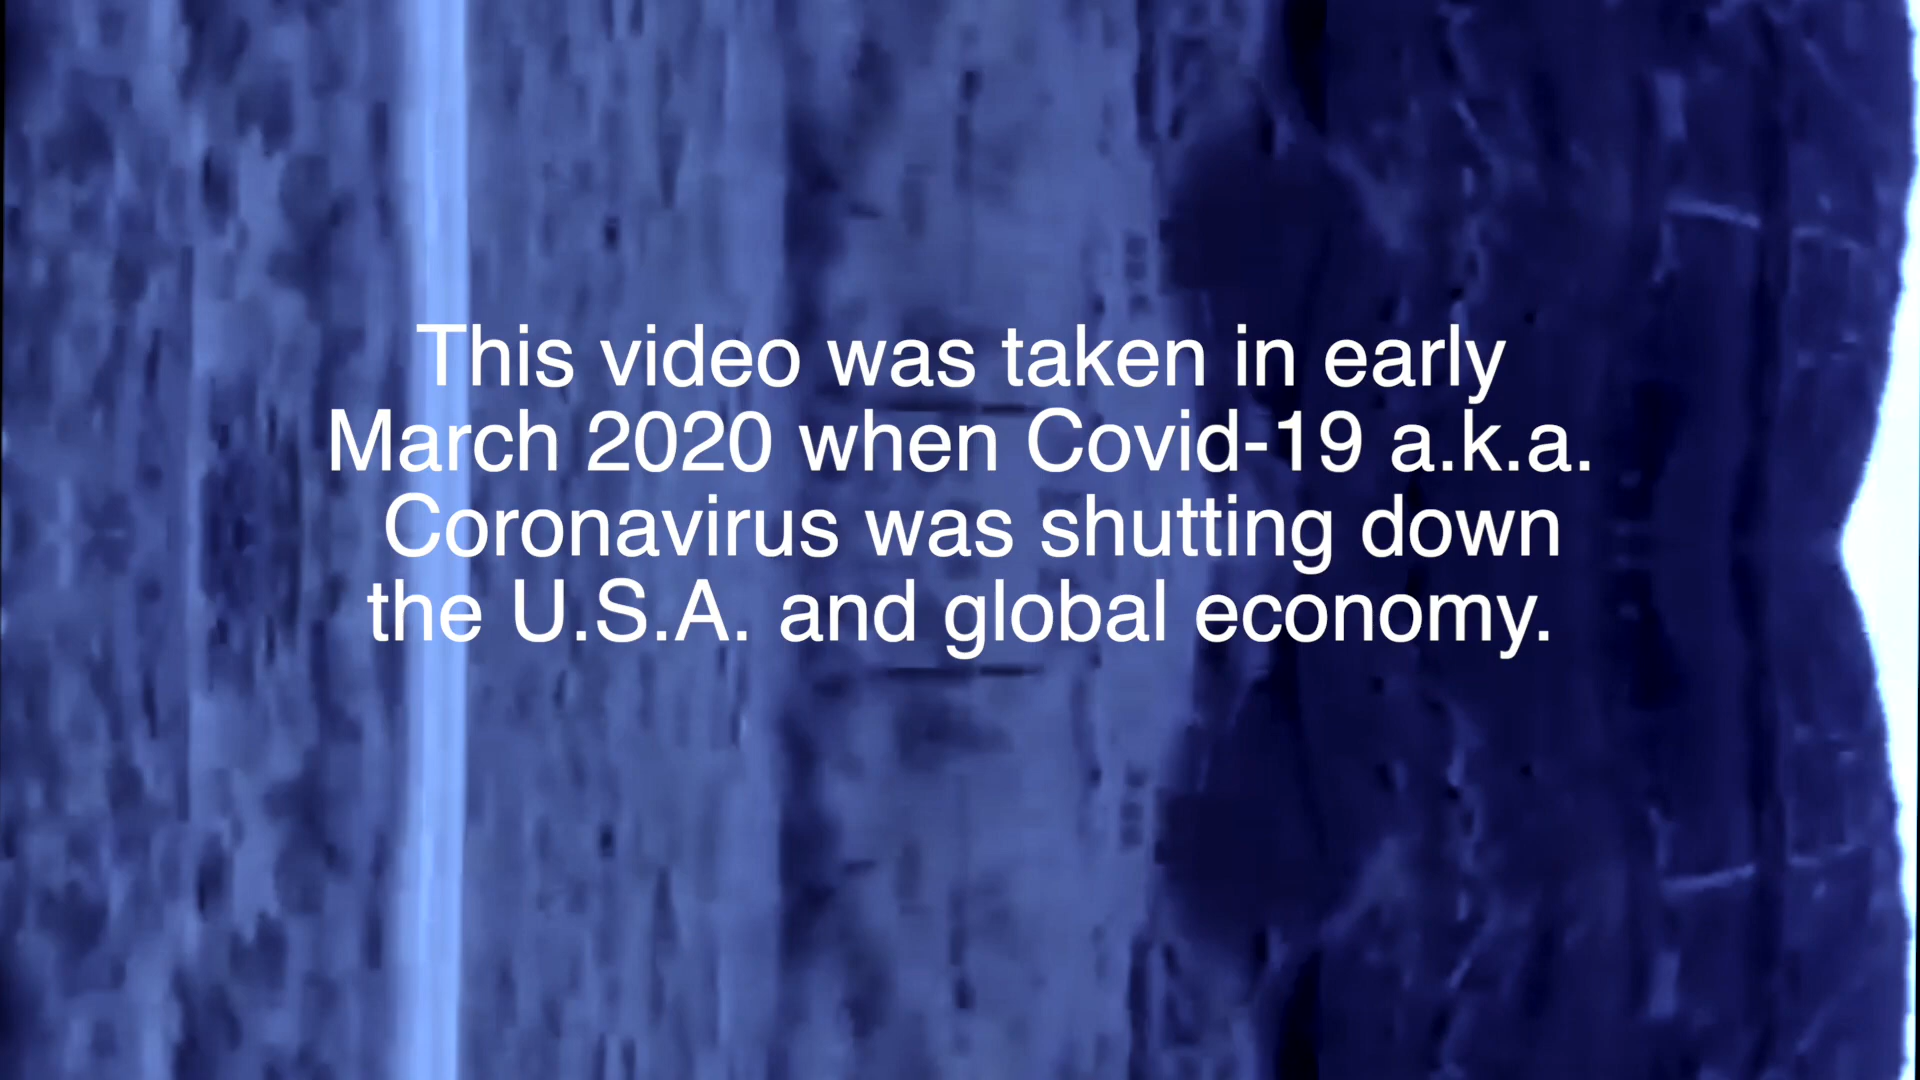 This video was taken in early
March 2020 when Covid-19 a.k.a.
Coronavirus was shutting down
the U.S.A. and global economy.